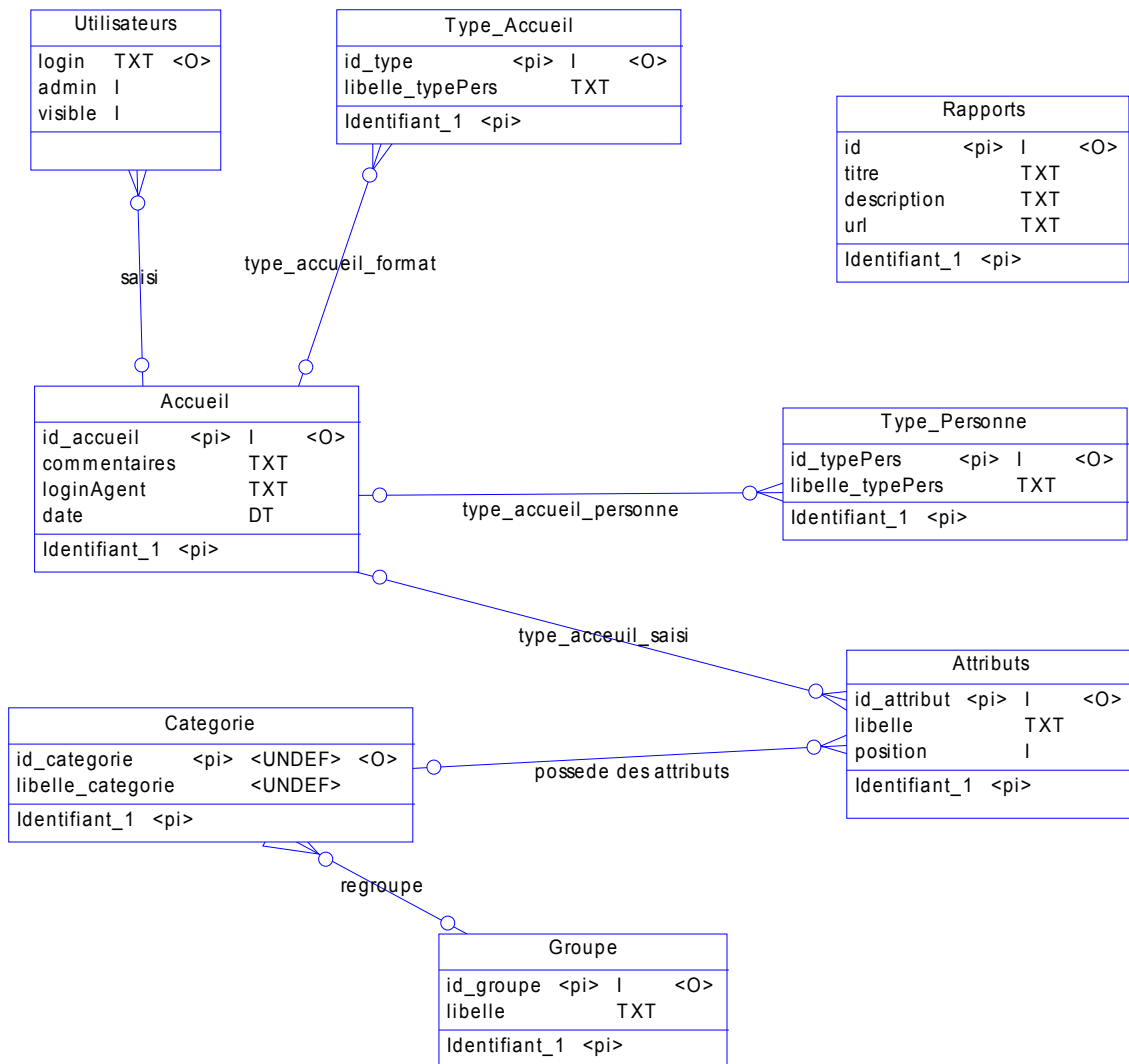 Utilisateurs
login TXT <O>
admin I
visible I
Type_Accueil
id_type <pi> I <O>
libelle_typePers TXT
Identifiant_1 <pi>
Rapports
id <pi> I <O>
titre TXT
description TXT
url TXT
Identifiant_1 <pi>
saisi
type_accueil_format
Accueil
id_accueil <pi> I <O>
commentaires TXT
loginAgent TXT
date DT
Identifiant_1 <pi>
Type_Personne
id_typePers <pi> I <O>
libelle_typePers TXT
Identifiant_1 <pi>
type_accueil_personne
type_acceuil_saisi
Attributs
id_attribut <pi> I <O>
libelle TXT
position I
Identifiant_1 <pi>
Categorie
id_categorie <pi> <UNDEF> <O>
libelle_categorie <UNDEF>
Identifiant_1 <pi>
possede des attributs
regroupe
Groupe
id_groupe <pi> I <O>
libelle TXT
Identifiant_1 <pi>